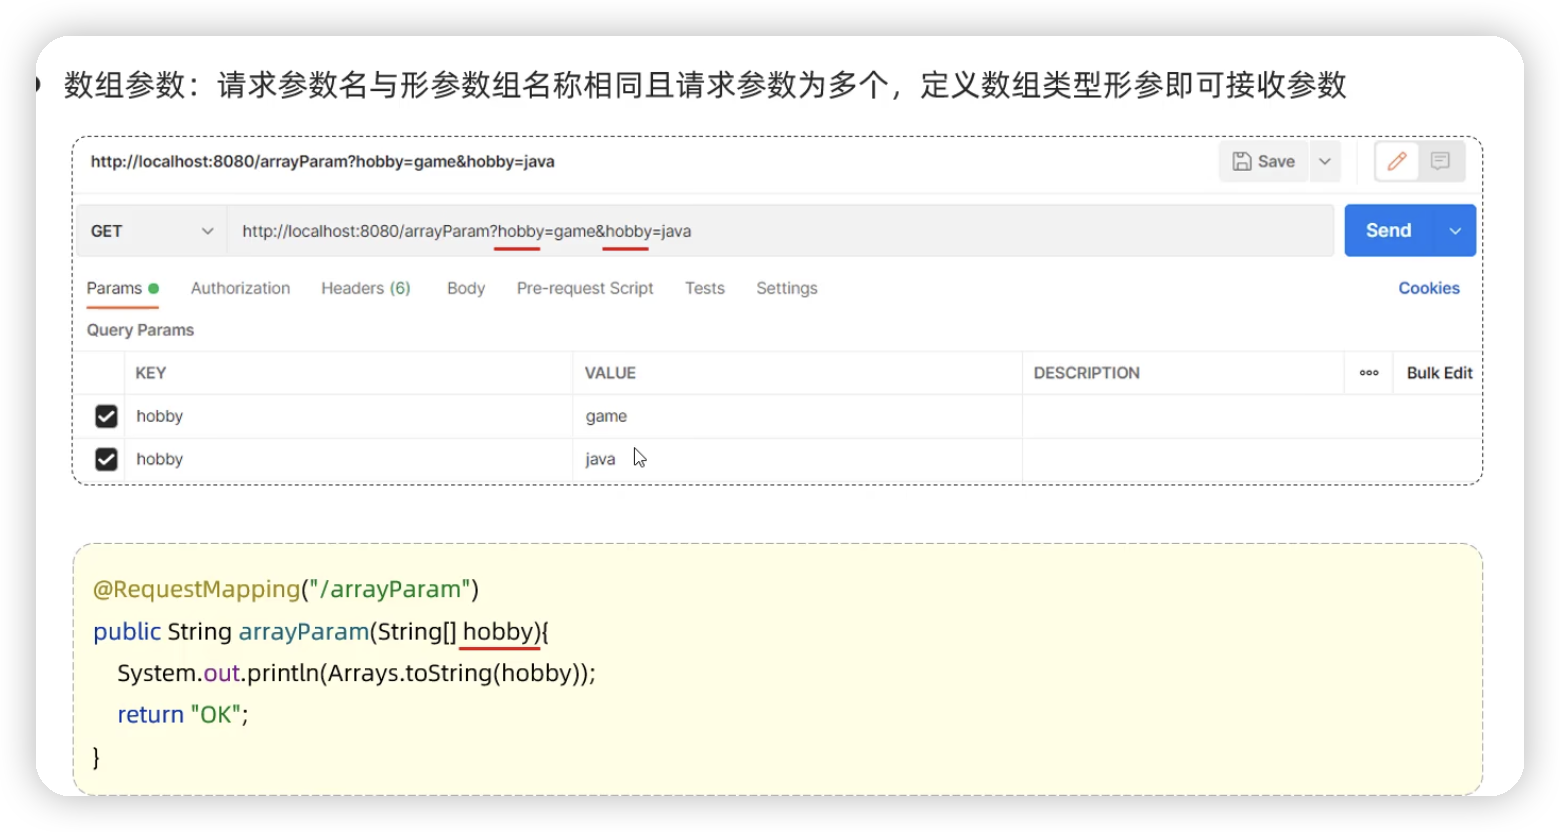 数组参数：请求参数名与形参数组名称相同且请求参数为多个，定义数组类型形参即可接收参数
http://localhost:8080/arrayParam?hobby=game&hobby=java
Save
GET
http://localhost:8080/arrayParam?hobby=game&hobby=java
Send
Params Authorization Headers (6) Body Pre-request Script Tests Settings Cookies
Query Params
KEY VALUE DESCRIPTION Bulk Edit
hobby game
hobby java
@RequestMapping("/arrayParam")
public String arrayParam(String[] hobby){
System.out.println(Arrays.toString(hobby));
return "OK";
}